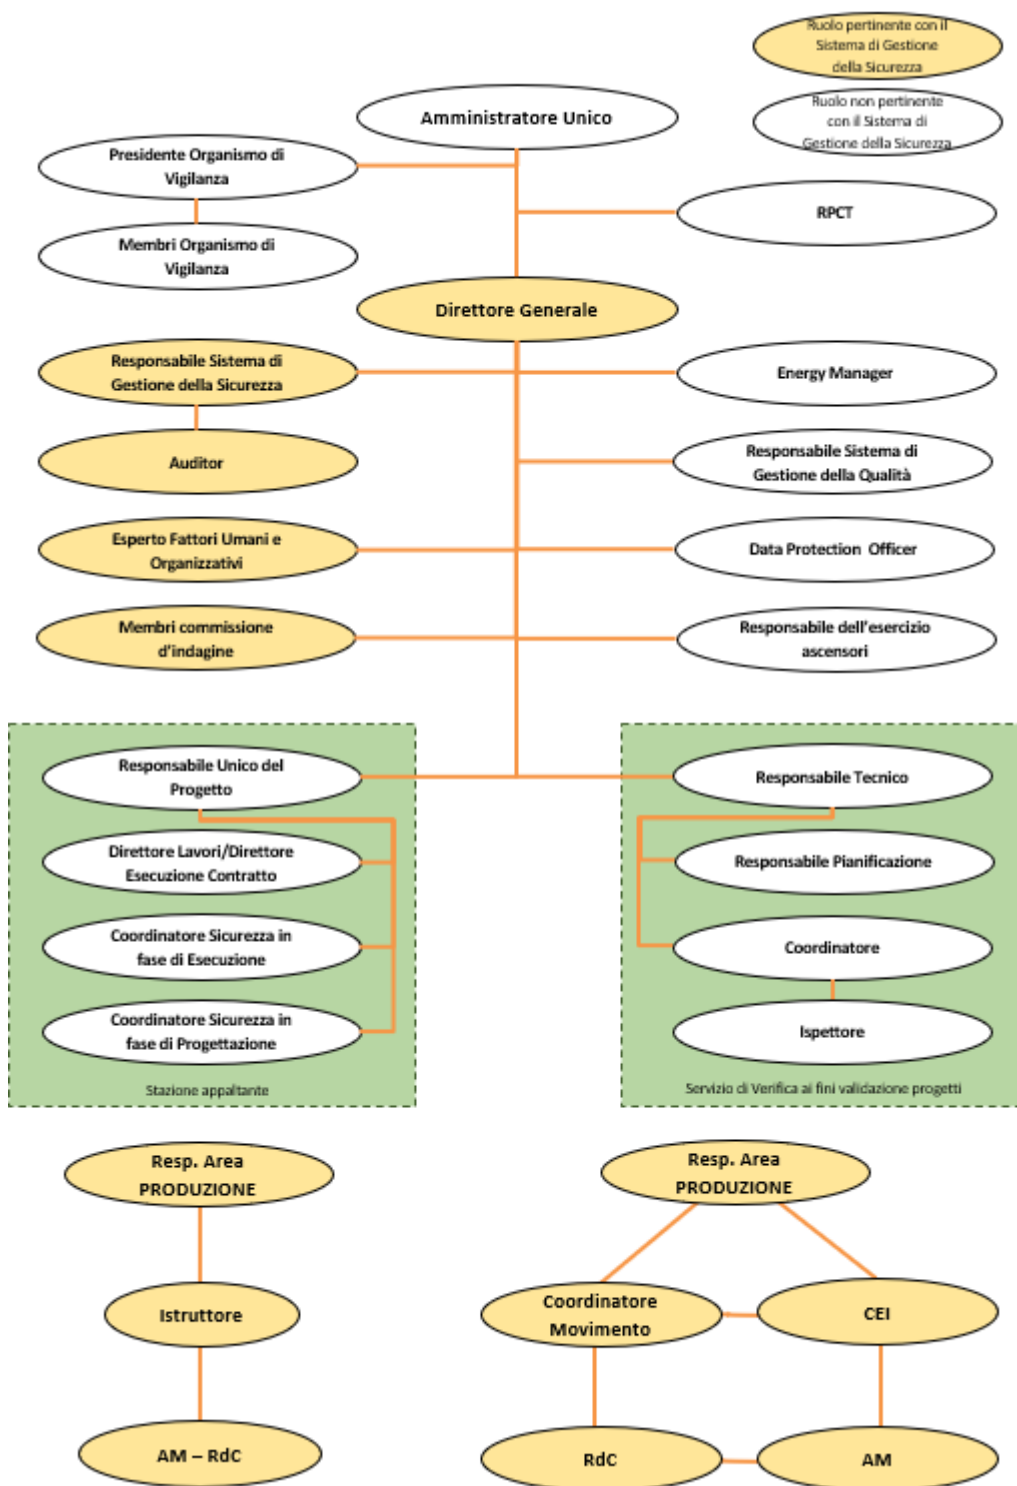 Ruolo pertinente con il
Sistema di Gestione
della Sicurezza
Ruolo non pertinente
con il Sistema di
Gestione della Sicurezza
Amministratore Unico
Presidente Organismo di
Vigilanza
RPCT
Membri Organismo di
Vigilanza
Direttore Generale
Responsabile Sistema di
Gestione della Sicurezza
Energy Manager
Auditor
Responsabile Sistema di
Gestione della Qualità
Esperto Fattori Umani e
Organizzativi
Data Protection Officer
Membri commissione
d'indagine
Responsabile dell'esercizio
ascensori
Responsabile Unico del
Progetto
Direttore Lavori/Direttore
Esecuzione Contratto
Coordinatore Sicurezza in
fase di Esecuzione
Coordinatore Sicurezza in
fase di Progettazione
Stazione appaltante
Responsabile Tecnico
Responsabile Pianificazione
Coordinatore
Ispettore
Servizio di Verifica ai fini validazione progetti
Resp. Area
PRODUZIONE
Istruttore
AM – RdC
Resp. Area
PRODUZIONE
Coordinatore
Movimento
CEI
RdC
AM